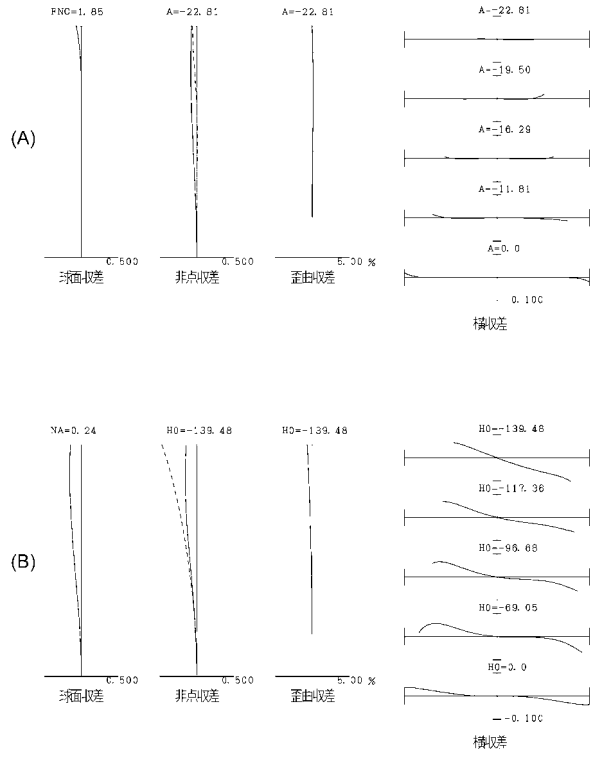 (A)
FNO=1.85
A=-22.81
A=-22.81
0.500
球面収差
0.500
非点収差
5.00 %
歪曲収差
A=-22.81
A=-19.50
A=-16.29
A=-11.81
A=0.0
0.100
横収差
(B)
NA=0.24
H0=-139.48
H0=-139.48
0.500
球面収差
0.500
非点収差
5.00 %
歪曲収差
H0=-139.48
H0=-117.36
H0=-96.68
H0=-69.05
H0=0.0
0.100
横収差